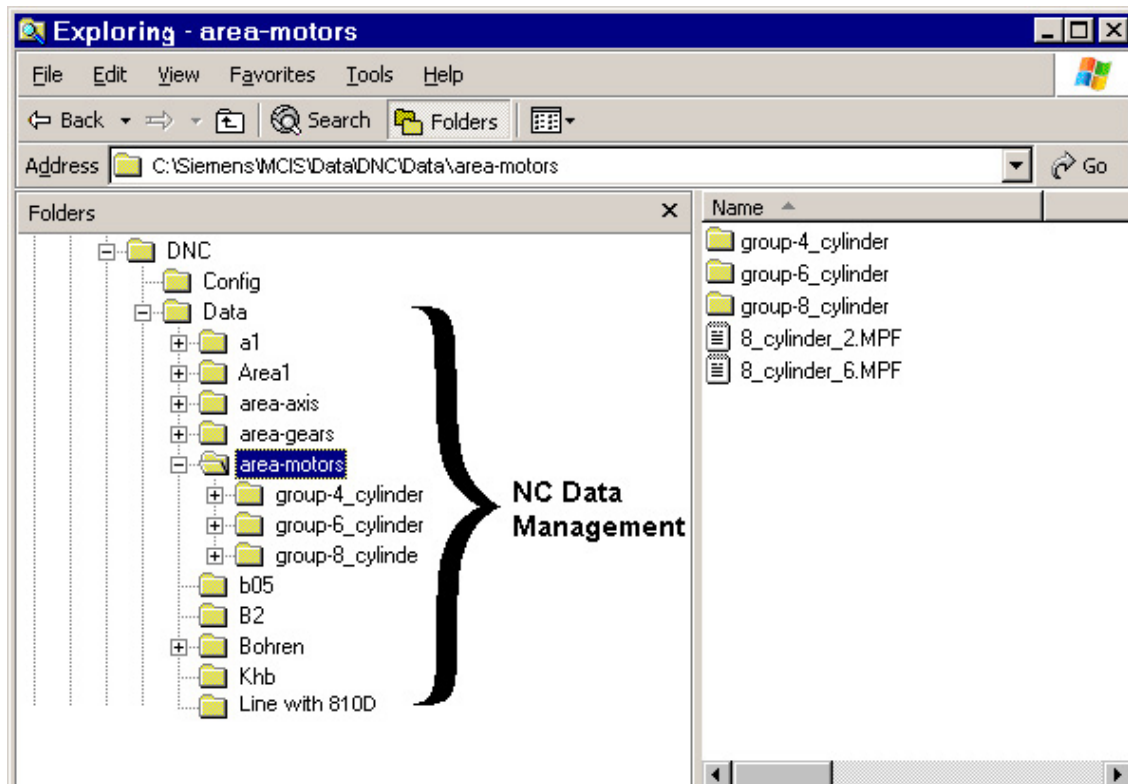 Exploring - area-motors
File Edit View Favorites Tools Help
Back Search Folders
Address C:\Siemens\MCIS\Data\DNC\Data\area-motors Go
Folders
DNC
Config
Data
a1
Area1
area-axis
area-gears
area-motors
group-4_cylinder
group-6_cylinder
group-8_cylinde
b05
B2
Bohren
Khb
Line with 810D
NC Data
Management
Name
group-4_cylinder
group-6_cylinder
group-8_cylinder
8_cylinder_2.MPF
8_cylinder_6.MPF